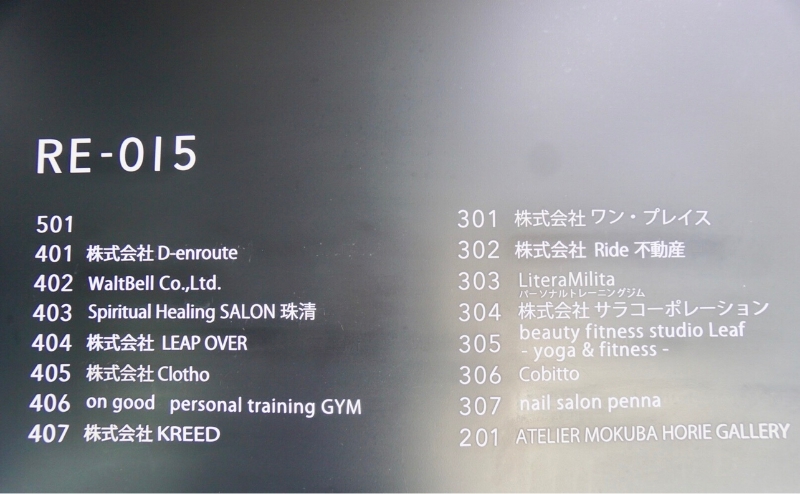 RE-015
501
401 株式会社 D-enroute
402 WaltBell Co.,Ltd.
403 Spiritual Healing SALON 珠清
404 株式会社 LEAP OVER
405 株式会社 Clotho
406 on good personal training GYM
407 株式会社 KREED
301 株式会社 ワン・プレイス
302 株式会社 Ride 不動産
303 LiteraMilita
パーソナルトレーニングジム
304 株式会社 サラコーポレーション
305 beauty fitness studio Leaf
- yoga & fitness -
306 Cobitto
307 nail salon penna
201 ATELIER MOKUBA HORIE GALLERY